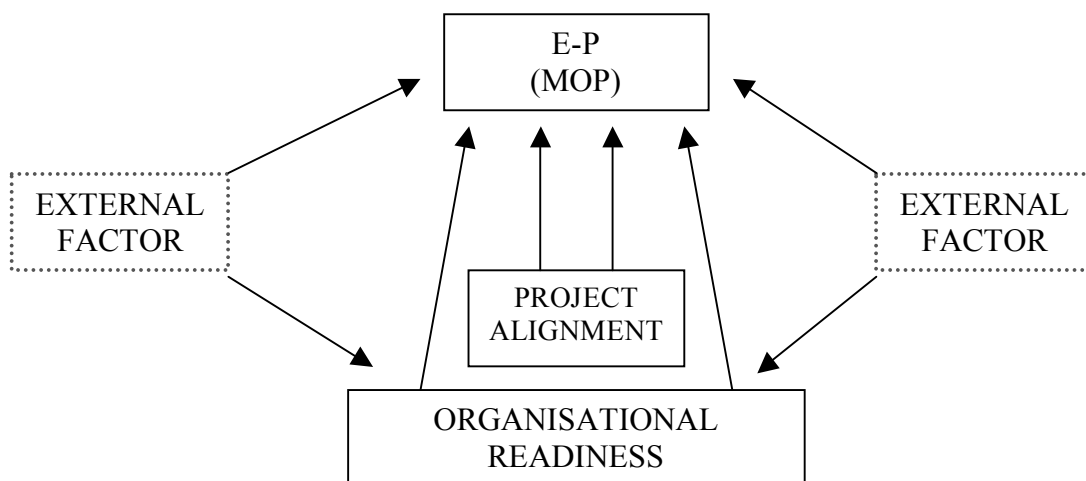 E-P
(MOP)
EXTERNAL
FACTOR
EXTERNAL
FACTOR
PROJECT
ALIGNMENT
ORGANISATIONAL
READINESS